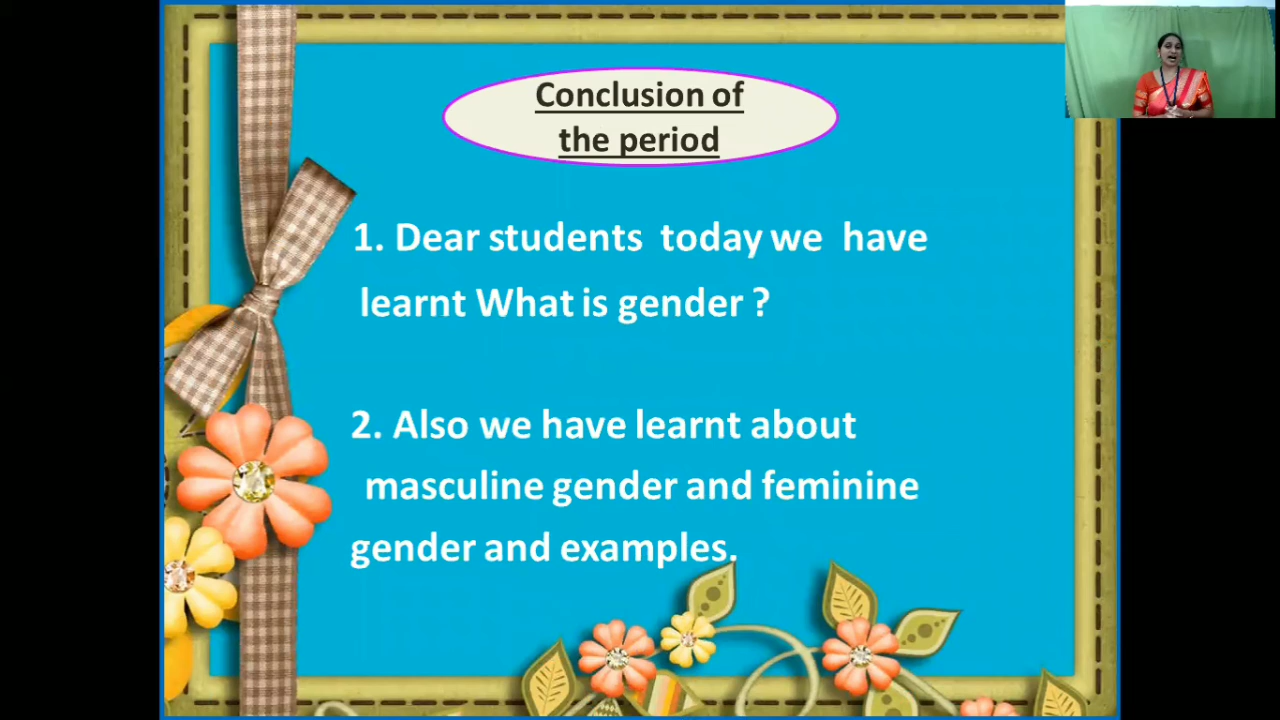 Conclusion of
the period
1. Dear students today we have
learnt What is gender ?
2. Also we have learnt about
masculine gender and feminine
gender and examples.